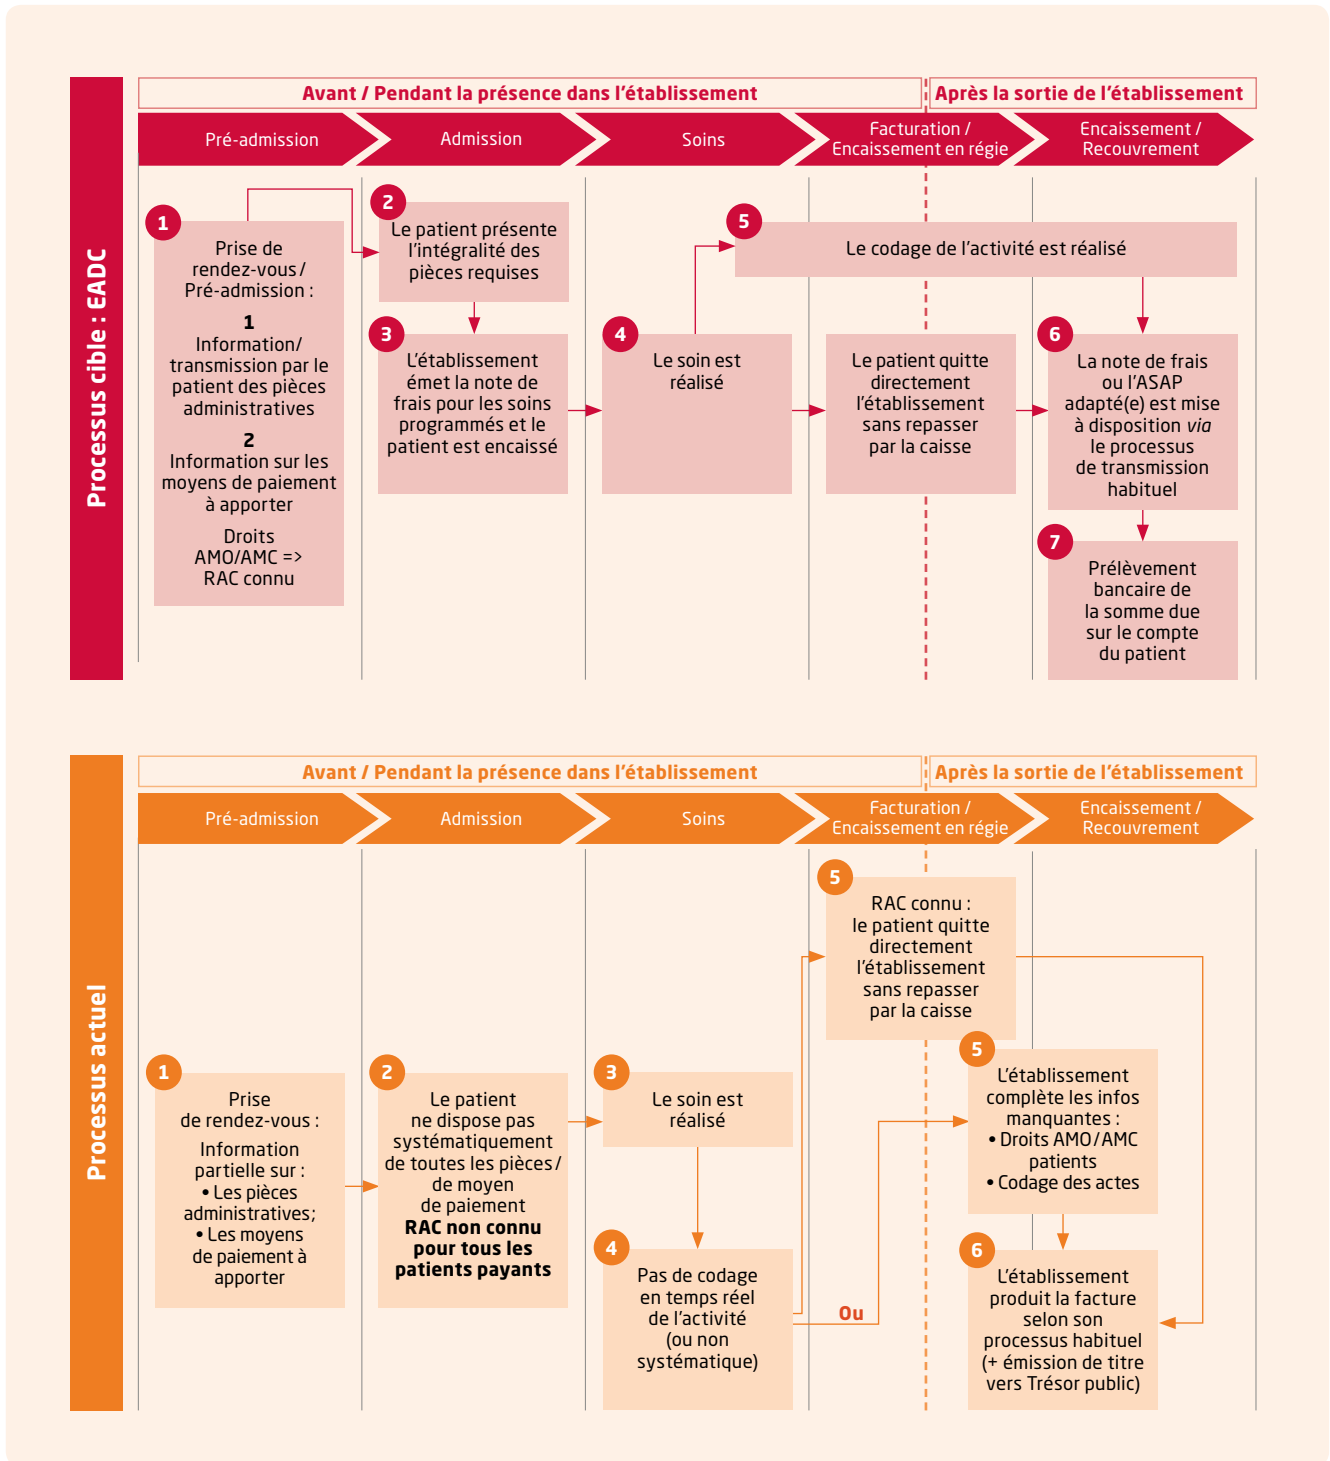 Processus cible : EADC
Avant / Pendant la présence dans l'établissement
Après la sortie de l'établissement
Pré-admission
Admission
Soins
Facturation /
Encaissement en régie
Encaissement /
Recouvrement
1
Prise de
rendez-vous /
Pré-admission :
1
Information/
transmission par le
patient des pièces
administratives
2
Information sur les
moyens de paiement
à apporter
Droits
AMO/AMC =>
RAC connu
2
Le patient présente
l'intégralité des
pièces requises
3
L'établissement
émet la note de
frais pour les soins
programmés et le
patient est encaissé
4
Le soin est
réalisé
5
Le codage de l'activité est réalisé
Le patient quitte
directement
l'établissement
sans repasser
par la caisse
6
La note de frais
ou l'ASAP
adapté(e) est mise
à disposition via
le processus
de transmission
habituel
7
Prélèvement
bancaire de
la somme due
sur le compte
du patient
Processus actuel
Avant / Pendant la présence dans l'établissement
Après la sortie de l'établissement
Pré-admission
Admission
Soins
Facturation /
Encaissement en régie
Encaissement /
Recouvrement
1
Prise
de rendez-vous :
Information
partielle sur :
• Les pièces
administratives;
• Les moyens
de paiement à
apporter
2
Le patient
ne dispose pas
systématiquement
de toutes les pièces /
de moyen
de paiement
RAC non connu
pour tous les
patients payants
3
Le soin est
réalisé
4
Pas de codage
en temps réel
de l'activité
(ou non
systématique)
Ou
5
RAC connu :
le patient quitte
directement
l'établissement
sans repasser
par la caisse
5
L'établissement
complète les infos
manquantes :
• Droits AMO/AMC
patients
• Codage des actes
6
L'établissement
produit la facture
selon son
processus habituel
(+ émission de titre
vers Trésor public)